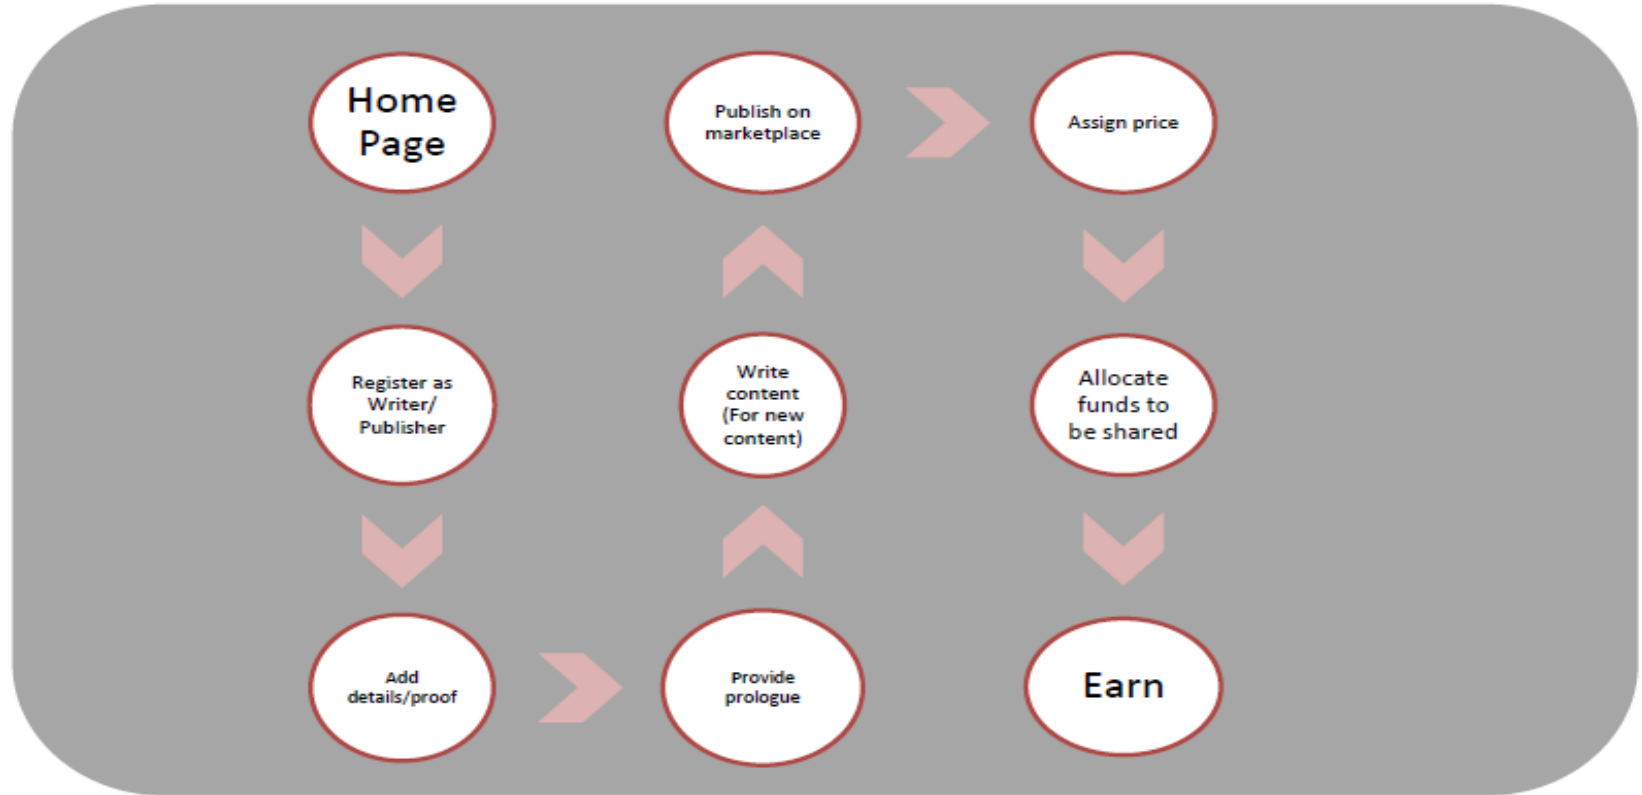 Home
Page
Register as
Writer/
Publisher
Add
details/proof
Provide
prologue
Write
content
(For new
content)
Publish on
marketplace
Assign price
Allocate
funds to
be shared
Earn